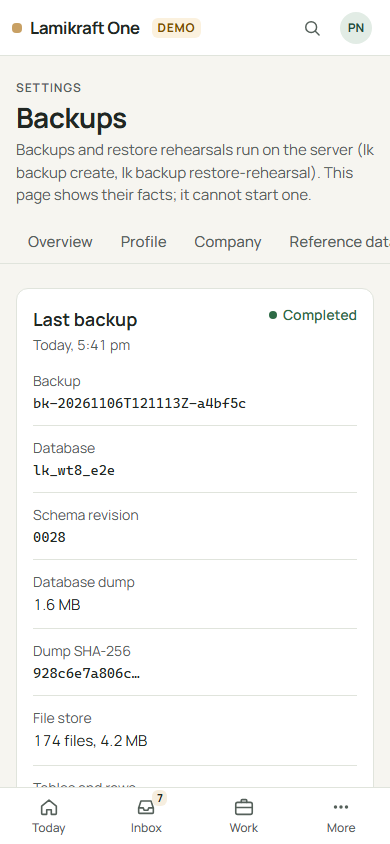 Lamikraft One DEMO PN
SETTINGS
Backups
Backups and restore rehearsals run on the server (lk
backup create, lk backup restore-rehearsal). This
page shows their facts; it cannot start one.
Overview Profile Company Reference dat
Last backup Completed
Today, 5:41 pm
Backup
bk-20261106T121113Z-a4bf5c
Database
lk_wt8_e2e
Schema revision
0028
Database dump
1.6 MB
Dump SHA-256
928c6e7a806c…
File store
174 files, 4.2 MB
Tables and rows
7
Today Inbox Work More